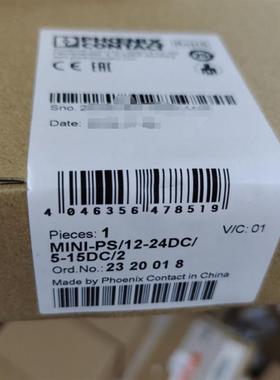 PHOENIX
CONTACT
CE EAC
Sno.
Date:
4 046356 478519
Pieces: 1
V/C: 01
MINI-PS/12-24DC/
5-15DC/2
Ord.No.: 23 20 01 8
Made by Phoenix Contact in China